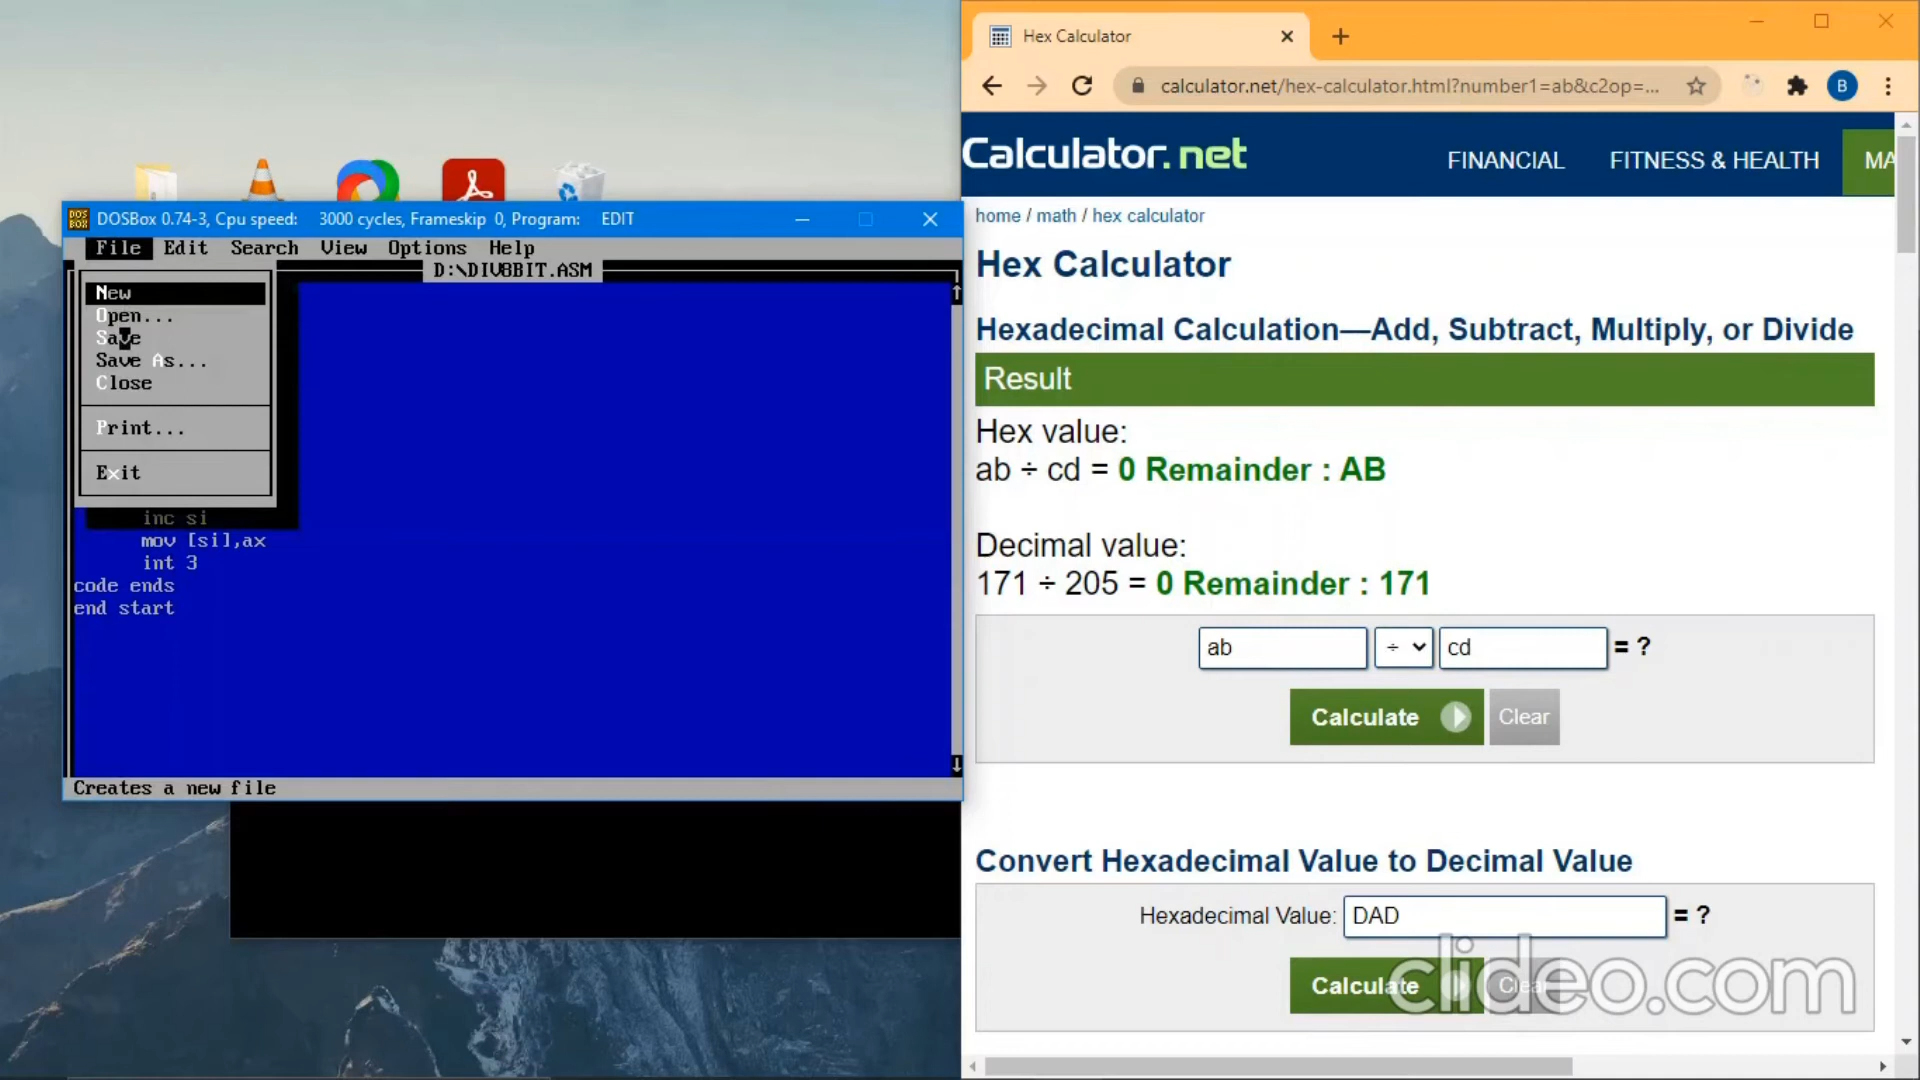 DOSBox 0.74-3, Cpu speed: 3000 cycles, Frameskip 0, Program: EDIT
File Edit Search View Options Help
D:\DIV8BIT.ASM
New
Open...
Save
Save As...
Close
Print...
Exit
inc si
mov [si],ax
int 3
code ends
end start
Creates a new file
Hex Calculator
calculator.net/hex-calculator.html?number1=ab&c2op=...
B
Calculator.net
FINANCIAL FITNESS & HEALTH MA
home / math / hex calculator
Hex Calculator
Hexadecimal Calculation—Add, Subtract, Multiply, or Divide
Result
Hex value:
ab ÷ cd = 0 Remainder : AB
Decimal value:
171 ÷ 205 = 0 Remainder : 171
ab ÷ cd = ?
Calculate Clear
Convert Hexadecimal Value to Decimal Value
Hexadecimal Value: DAD = ?
Calculate Clear
clideo.com